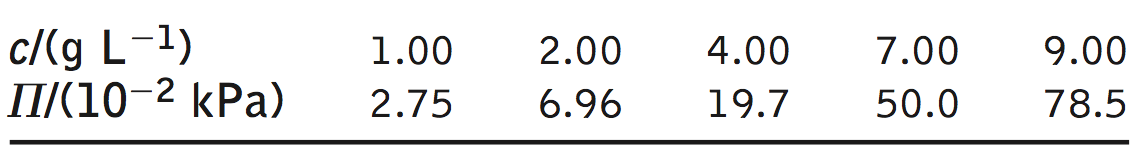 c/(g L⁻¹) 1.00 2.00 4.00 7.00 9.00
Π/(10⁻² kPa) 2.75 6.96 19.7 50.0 78.5